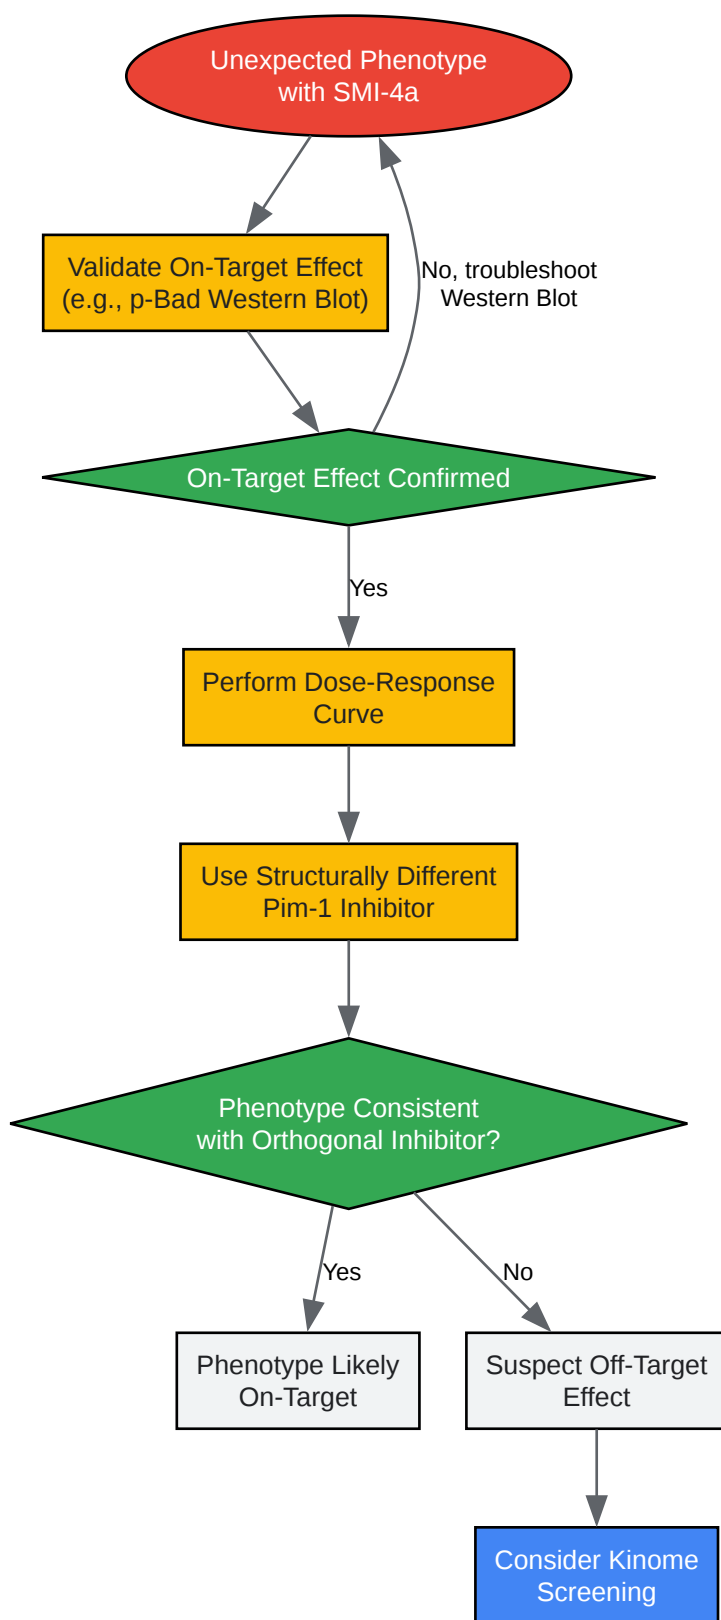 Unexpected Phenotype
with SMI-4a
Validate On-Target Effect
(e.g., p-Bad Western Blot)
No, troubleshoot
Western Blot
On-Target Effect Confirmed
Yes
Perform Dose-Response
Curve
Use Structurally Different
Pim-1 Inhibitor
Phenotype Consistent
with Orthogonal Inhibitor?
Yes
No
Phenotype Likely
On-Target
Suspect Off-Target
Effect
Consider Kinome
Screening